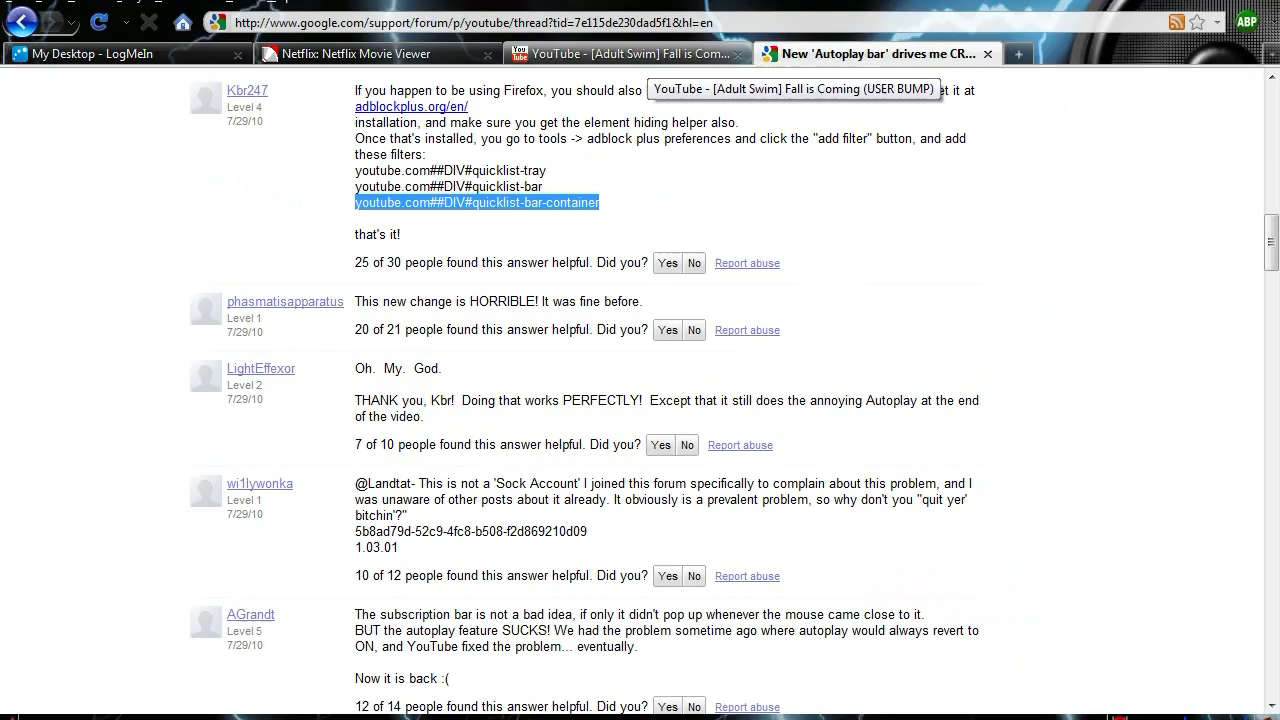 http://www.google.com/support/forum/p/youtube/thread?tid=7e115de230dad5f1&hl=en
ABP
My Desktop - LogMeIn
Netflix: Netflix Movie Viewer
YouTube - [Adult Swim] Fall is Com...
New 'Autoplay bar' drives me CR...
Kbr247
Level 4
7/29/10
If you happen to be using Firefox, you should also
et it at
YouTube - [Adult Swim] Fall is Coming (USER BUMP)
adblockplus.org/en/
installation, and make sure you get the element hiding helper also.
Once that's installed, you go to tools -> adblock plus preferences and click the "add filter" button, and add
these filters:
youtube.com##DIV#quicklist-tray
youtube.com##DIV#quicklist-bar
youtube.com##DIV#quicklist-bar-container
that's it!
25 of 30 people found this answer helpful. Did you? Yes No Report abuse
phasmatisapparatus
Level 1
7/29/10
This new change is HORRIBLE! It was fine before.
20 of 21 people found this answer helpful. Did you? Yes No Report abuse
LightEffexor
Level 2
7/29/10
Oh. My. God.
THANK you, Kbr! Doing that works PERFECTLY! Except that it still does the annoying Autoplay at the end
of the video.
7 of 10 people found this answer helpful. Did you? Yes No Report abuse
wi1lywonka
Level 1
7/29/10
@Landtat- This is not a 'Sock Account' I joined this forum specifically to complain about this problem, and I
was unaware of other posts about it already. It obviously is a prevalent problem, so why don't you "quit yer'
bitchin'?"
5b8ad79d-52c9-4fc8-b508-f2d869210d09
1.03.01
10 of 12 people found this answer helpful. Did you? Yes No Report abuse
AGrandt
Level 5
7/29/10
The subscription bar is not a bad idea, if only it didn't pop up whenever the mouse came close to it.
BUT the autoplay feature SUCKS! We had the problem sometime ago where autoplay would always revert to
ON, and YouTube fixed the problem... eventually.
Now it is back :(
12 of 14 people found this answer helpful. Did you? Yes No Report abuse